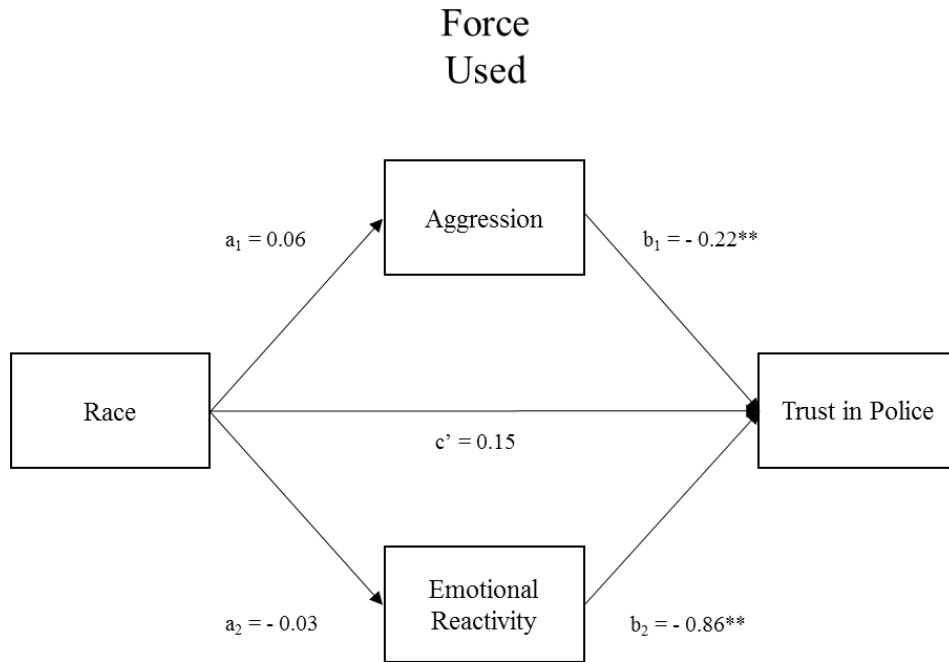 Force
Used
Aggression
a₁ = 0.06
b₁ = - 0.22**
Race
Trust in Police
c’ = 0.15
Emotional
Reactivity
a₂ = - 0.03
b₂ = - 0.86**